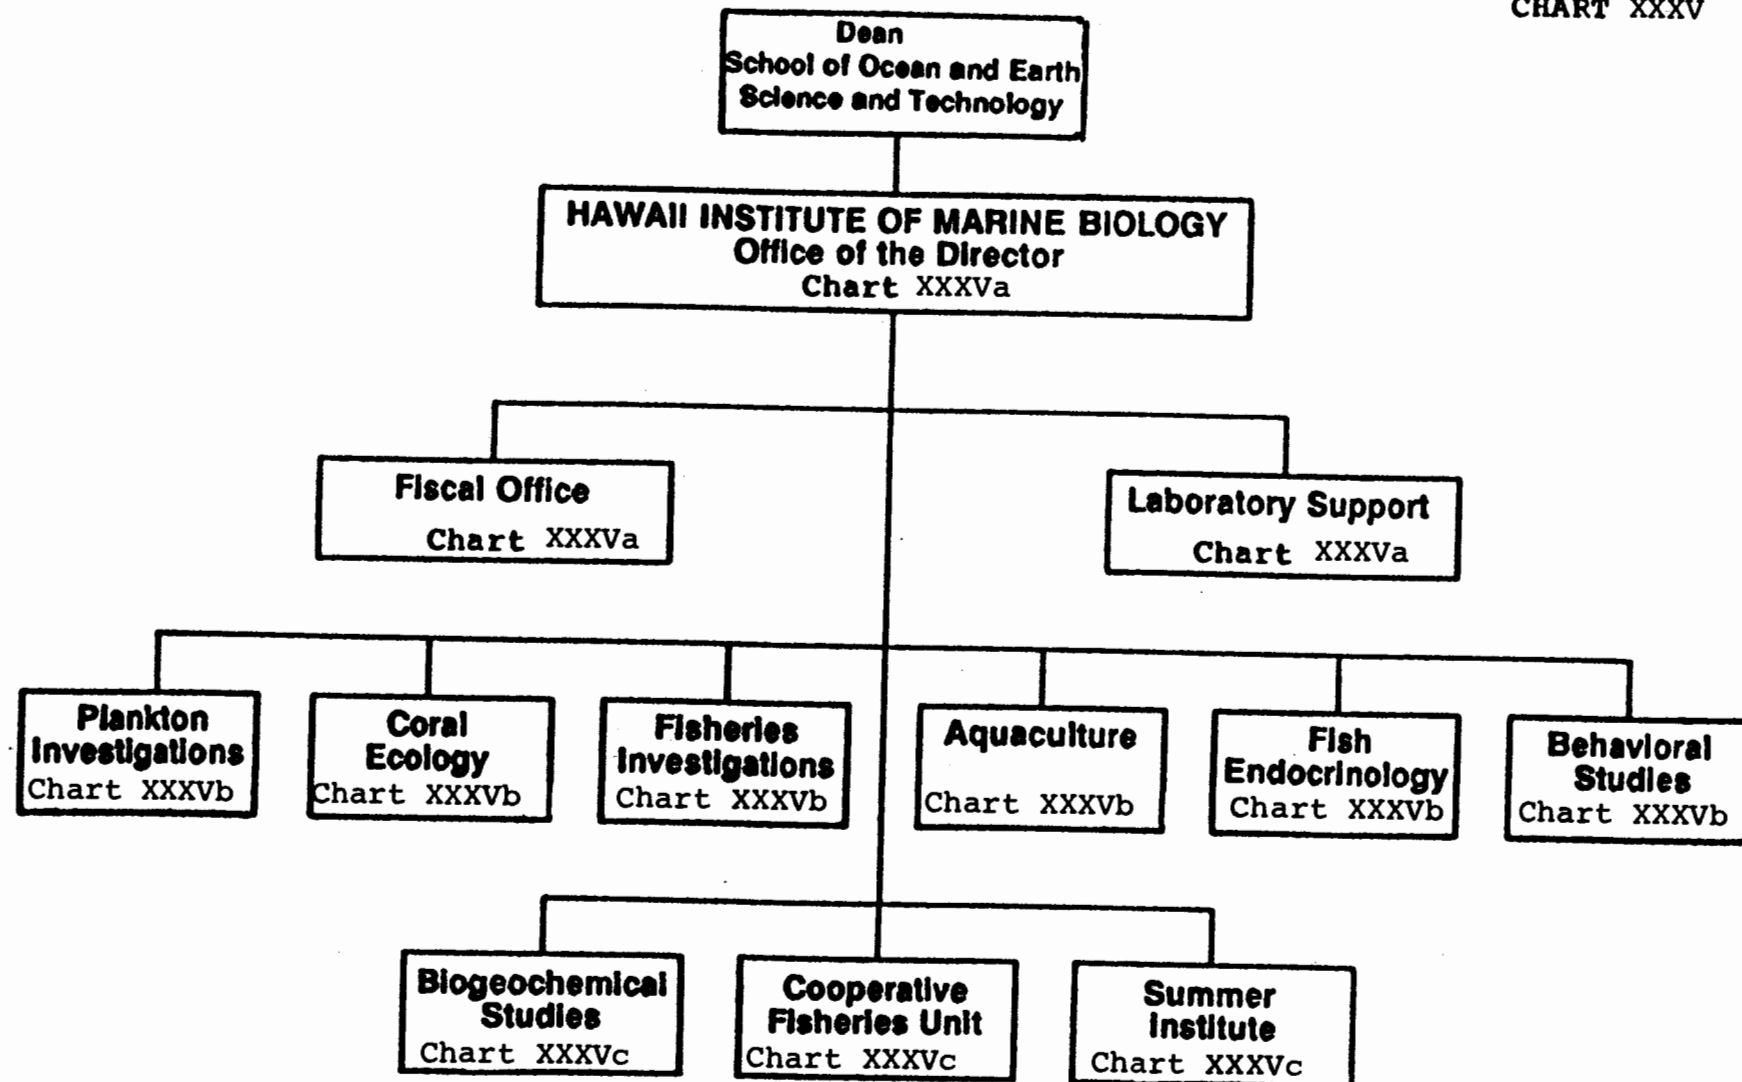 CHART XXXV
Dean
School of Ocean and Earth
Science and Technology
HAWAII INSTITUTE OF MARINE BIOLOGY
Office of the Director
Chart XXXVa
Fiscal Office
Chart XXXVa
Laboratory Support
Chart XXXVa
Plankton
Investigations
Chart XXXVb
Coral
Ecology
Chart XXXVb
Fisheries
Investigations
Chart XXXVb
Aquaculture
Chart XXXVb
Fish
Endocrinology
Chart XXXVb
Behavioral
Studies
Chart XXXVb
Biogeochemical
Studies
Chart XXXVc
Cooperative
Fisheries Unit
Chart XXXVc
Summer
Institute
Chart XXXVc